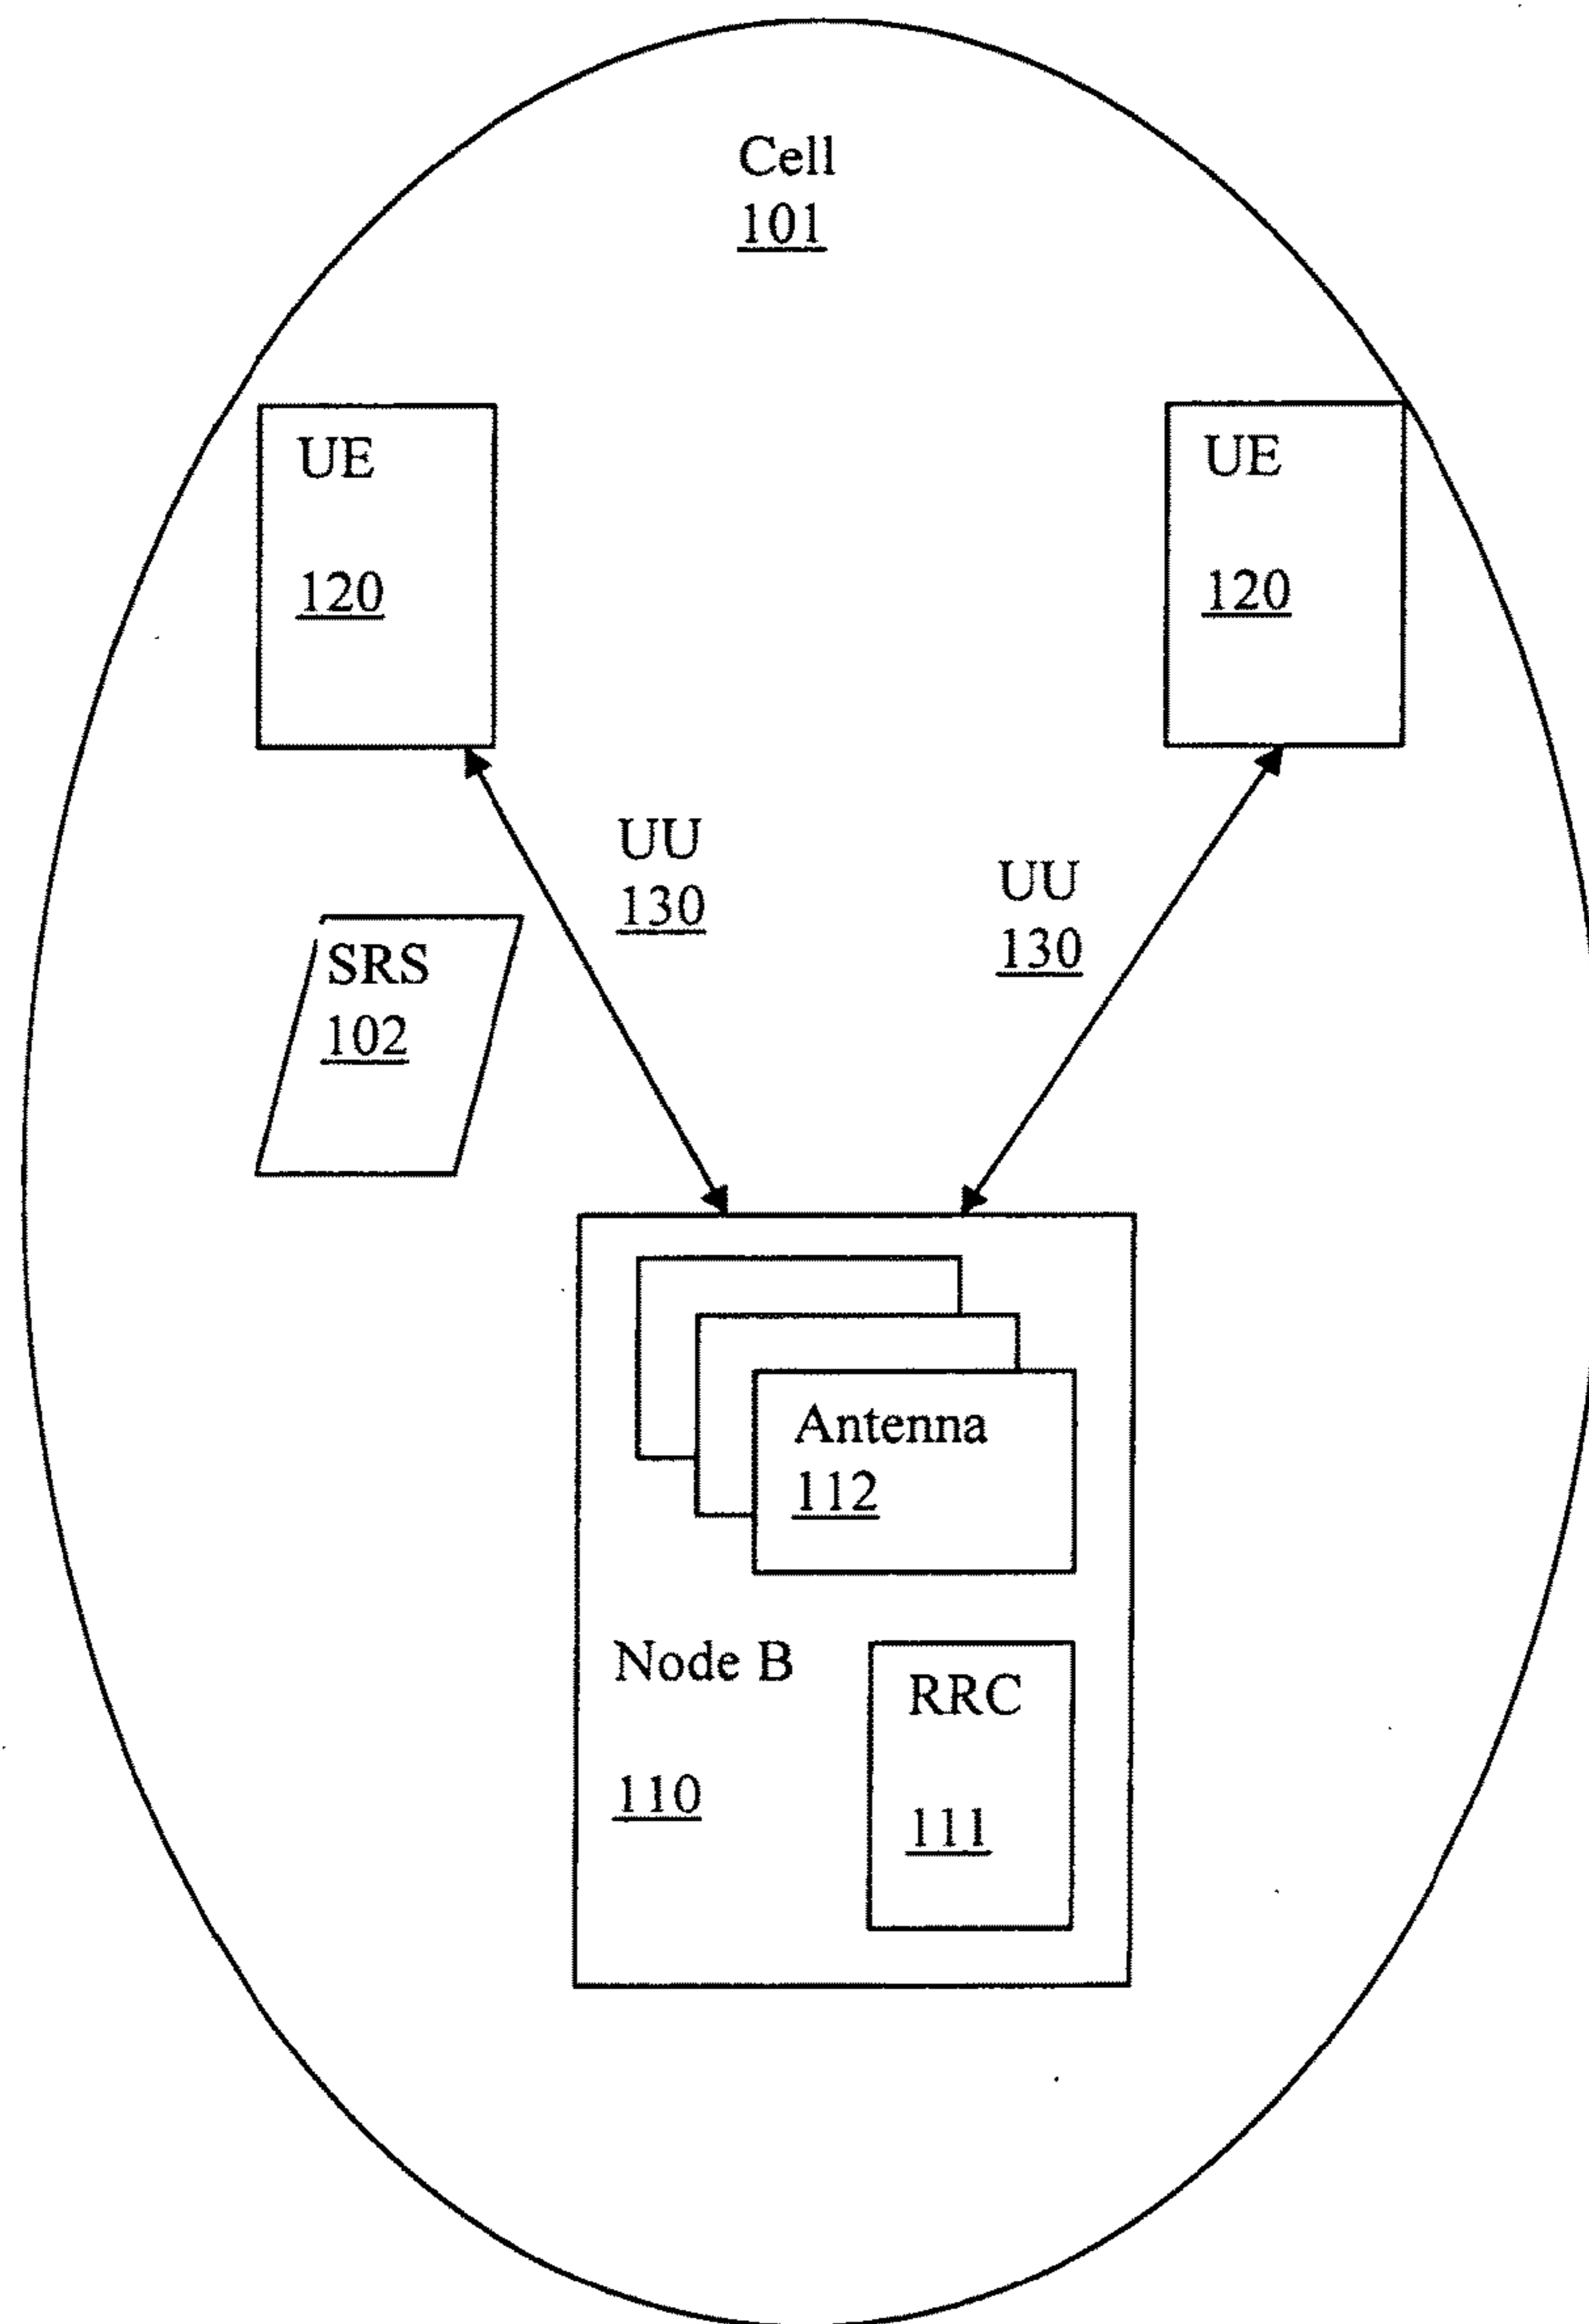 Cell
101
UE
120
UE
120
UU
130
UU
130
SRS
102
Antenna
112
Node B
110
RRC
111